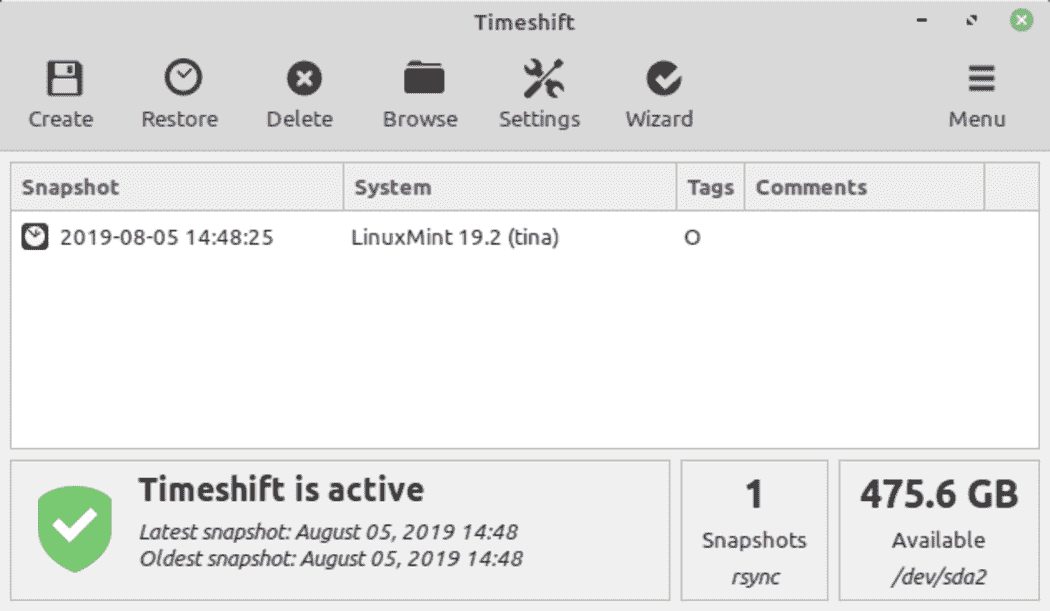 Timeshift
Create Restore Delete Browse Settings Wizard Menu
Snapshot System Tags Comments
2019-08-05 14:48:25 LinuxMint 19.2 (tina) O
Timeshift is active
Latest snapshot: August 05, 2019 14:48
Oldest snapshot: August 05, 2019 14:48
1
Snapshots
rsync
475.6 GB
Available
/dev/sda2